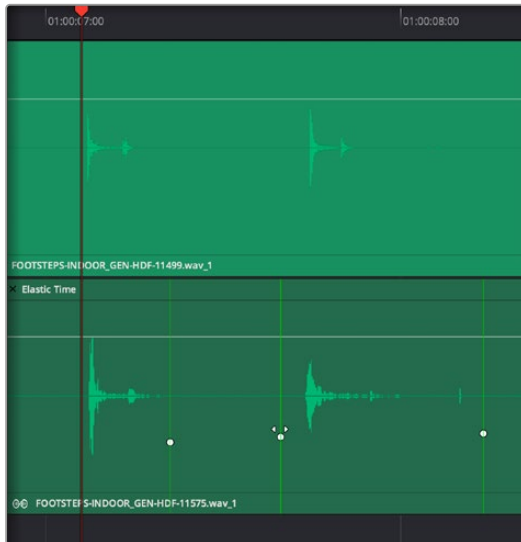 01:00:07:00
01:00:08:00
FOOTSTEPS-INDOOR_GEN-HDF-11499.wav_1
Elastic Time
FOOTSTEPS-INDOOR_GEN-HDF-11575.wav_1